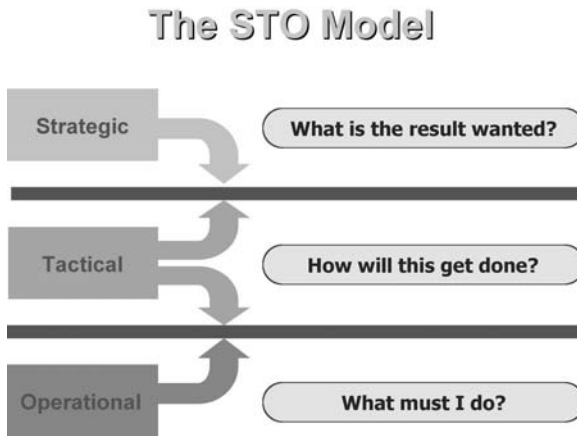 The STO Model
Strategic
What is the result wanted?
Tactical
How will this get done?
Operational
What must I do?